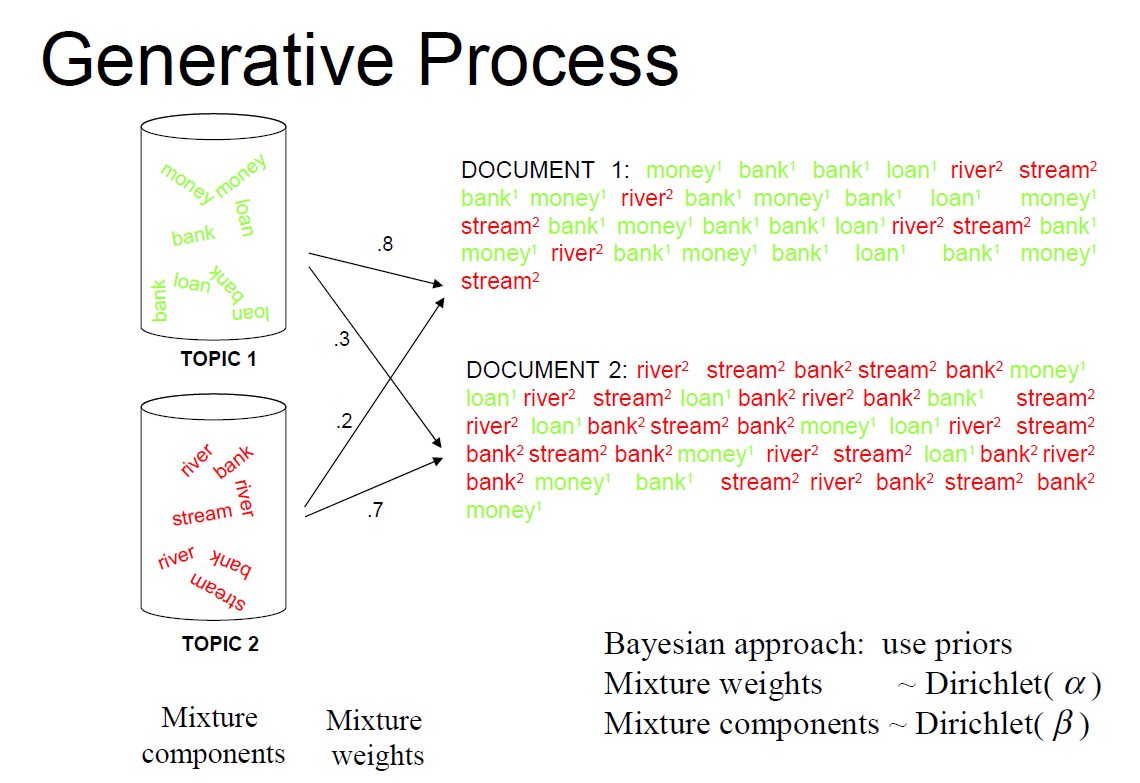 Generative Process
money money
loan
bank
loan bank
bank
loan
TOPIC 1
river bank
river
stream
river bank
stream
TOPIC 2
.8
.3
.2
.7
DOCUMENT 1: money¹ bank¹ bank¹ loan¹ river² stream²
bank¹ money¹ river² bank¹ money¹ bank¹ loan¹ money¹
stream² bank¹ money¹ bank¹ bank¹ loan¹ river² stream² bank¹
money¹ river² bank¹ money¹ bank¹ loan¹ bank¹ money¹
stream²
DOCUMENT 2: river² stream² bank² stream² bank² money¹
loan¹ river² stream² loan¹ bank² river² bank² bank¹ stream²
river² loan¹ bank² stream² bank² money¹ loan¹ river² stream²
bank² stream² bank² money¹ river² stream² loan¹ bank² river²
bank² money¹ bank¹ stream² river² bank² stream² bank²
money¹
Bayesian approach: use priors
Mixture weights ~ Dirichlet( α )
Mixture components ~ Dirichlet( β )
Mixture
components
Mixture
weights